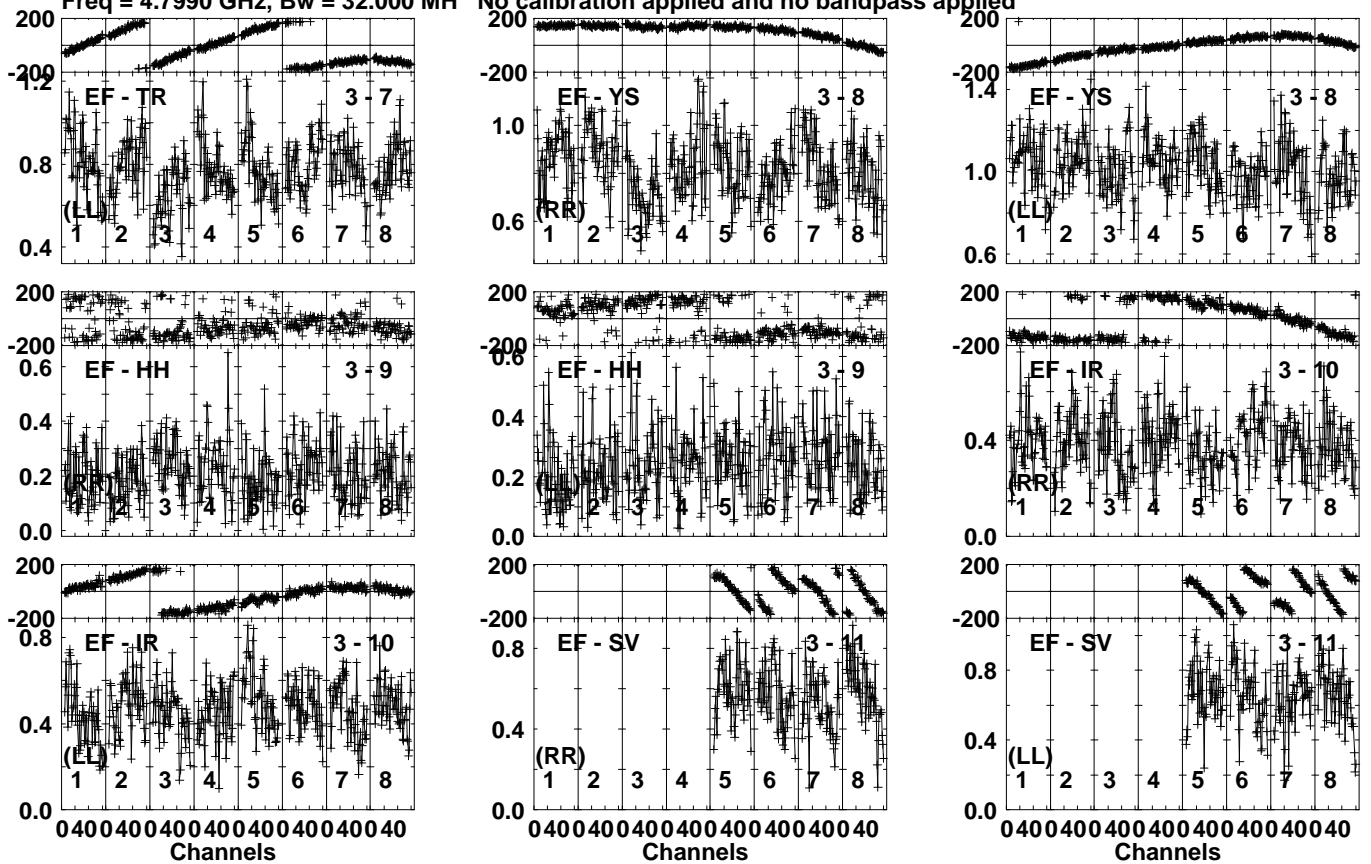 Freq = 4.7990 GHz, Bw = 32.000 MH No calibration applied and no bandpass applied
200 200 200
-200 -200 -200
1.2 1.4
EF - TR 3 - 7 EF - YS 3 - 8 EF - YS 3 - 8
1.0
0.8 1.0
(LL) (RR) 0.6 (LL)
1 2 3 4 5 6 7 8 1 2 3 4 5 6 7 8 1 2 3 4 5 6 7 8
0.4 0.6
200 200 200
-200 -200 -200
0.6 0.6
EF - HH 3 - 9 EF - HH 3 - 9 EF - IR 3 - 10
0.4 0.4 0.4
0.2 0.2
(RR) (LL) (RR)
1 2 3 4 5 6 7 8 1 2 3 4 5 6 7 8 1 2 3 4 5 6 7 8
0.0 0.0 0.0
200 200 200
-200 -200 -200
0.8 EF - IR 3 - 10 0.8 EF - SV 3 - 11 EF - SV 3 - 11
0.8
0.4 0.4 0.4
(LL) (RR) (LL)
1 2 3 4 5 6 7 8 1 2 3 4 5 6 7 8 1 2 3 4 5 6 7 8
0.0 0.0 0.0
0 40 0 40 0 40 0 40 0 40 0 40 0 40 0 40 0 40 0 40 0 40 0 40 0 40 0 40 0 40 0 40 0 40 0 40 0 40 0 40 0 40 0 40 0 40 0 40
Channels Channels Channels